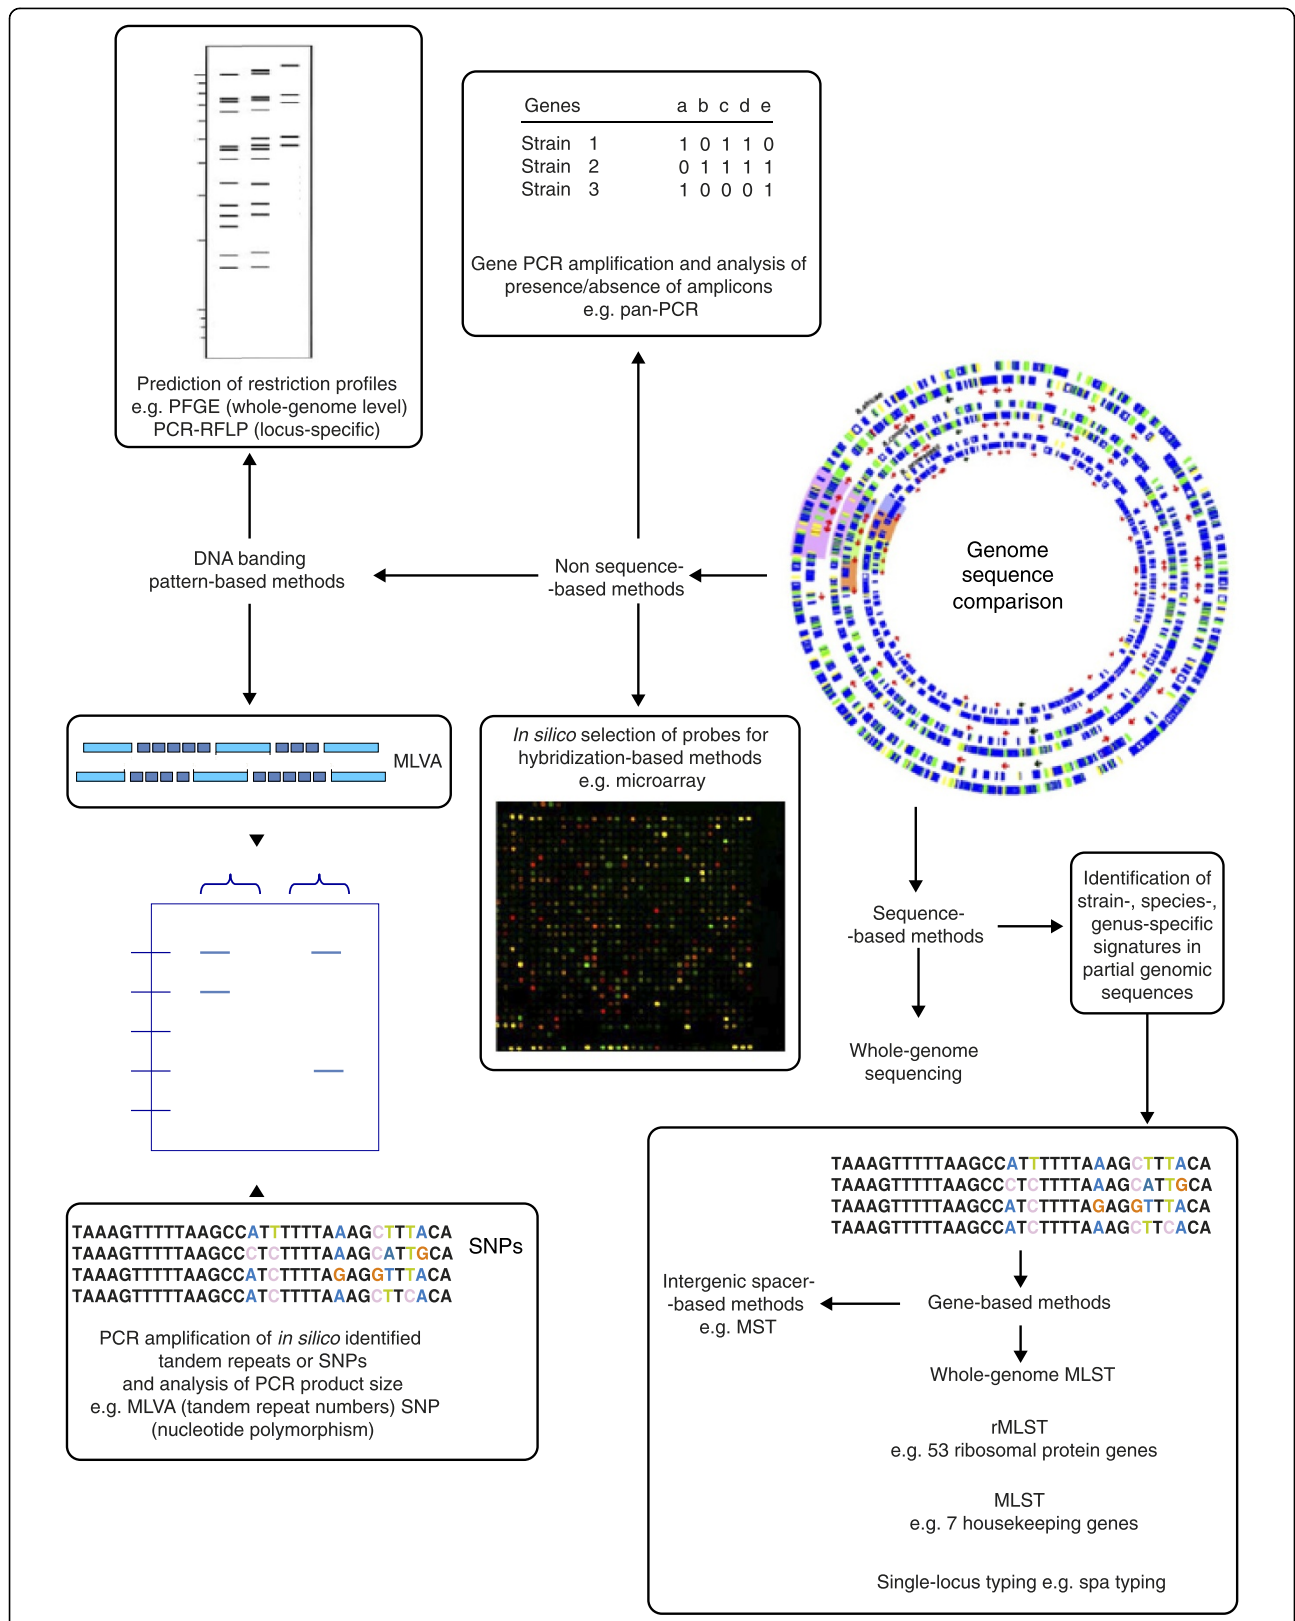 Prediction of restriction profiles
e.g. PFGE (whole-genome level)
PCR-RFLP (locus-specific)
Genes a b c d e
Strain 1 1 0 1 1 0
Strain 2 0 1 1 1 1
Strain 3 1 0 0 0 1
Gene PCR amplification and analysis of
presence/absence of amplicons
e.g. pan-PCR
DNA banding
pattern-based methods
Non sequence-
-based methods
Genome
sequence
comparison
MLVA
In silico selection of probes for
hybridization-based methods
e.g. microarray
Sequence-
-based methods
Identification of
strain-, species-,
genus-specific
signatures in
partial genomic
sequences
Whole-genome
sequencing
TAAAGTTTTTAAGCCATTTTTTAAAGCTTTACA
TAAAGTTTTTAAGCCCTCTTTTAAAGCATTGCA
TAAAGTTTTTAAGCCATCTTTTAGAGGTTTACA
TAAAGTTTTTAAGCCATCTTTTAAAGCTTCACA
SNPs
PCR amplification of in silico identified
tandem repeats or SNPs
and analysis of PCR product size
e.g. MLVA (tandem repeat numbers) SNP
(nucleotide polymorphism)
TAAAGTTTTTAAGCCATTTTTTAAAGCTTTACA
TAAAGTTTTTAAGCCCTCTTTTAAAGCATTGCA
TAAAGTTTTTAAGCCATCTTTTAGAGGTTTACA
TAAAGTTTTTAAGCCATCTTTTAAAGCTTCACA
Intergenic spacer-
-based methods
e.g. MST
Gene-based methods
Whole-genome MLST
rMLST
e.g. 53 ribosomal protein genes
MLST
e.g. 7 housekeeping genes
Single-locus typing e.g. spa typing